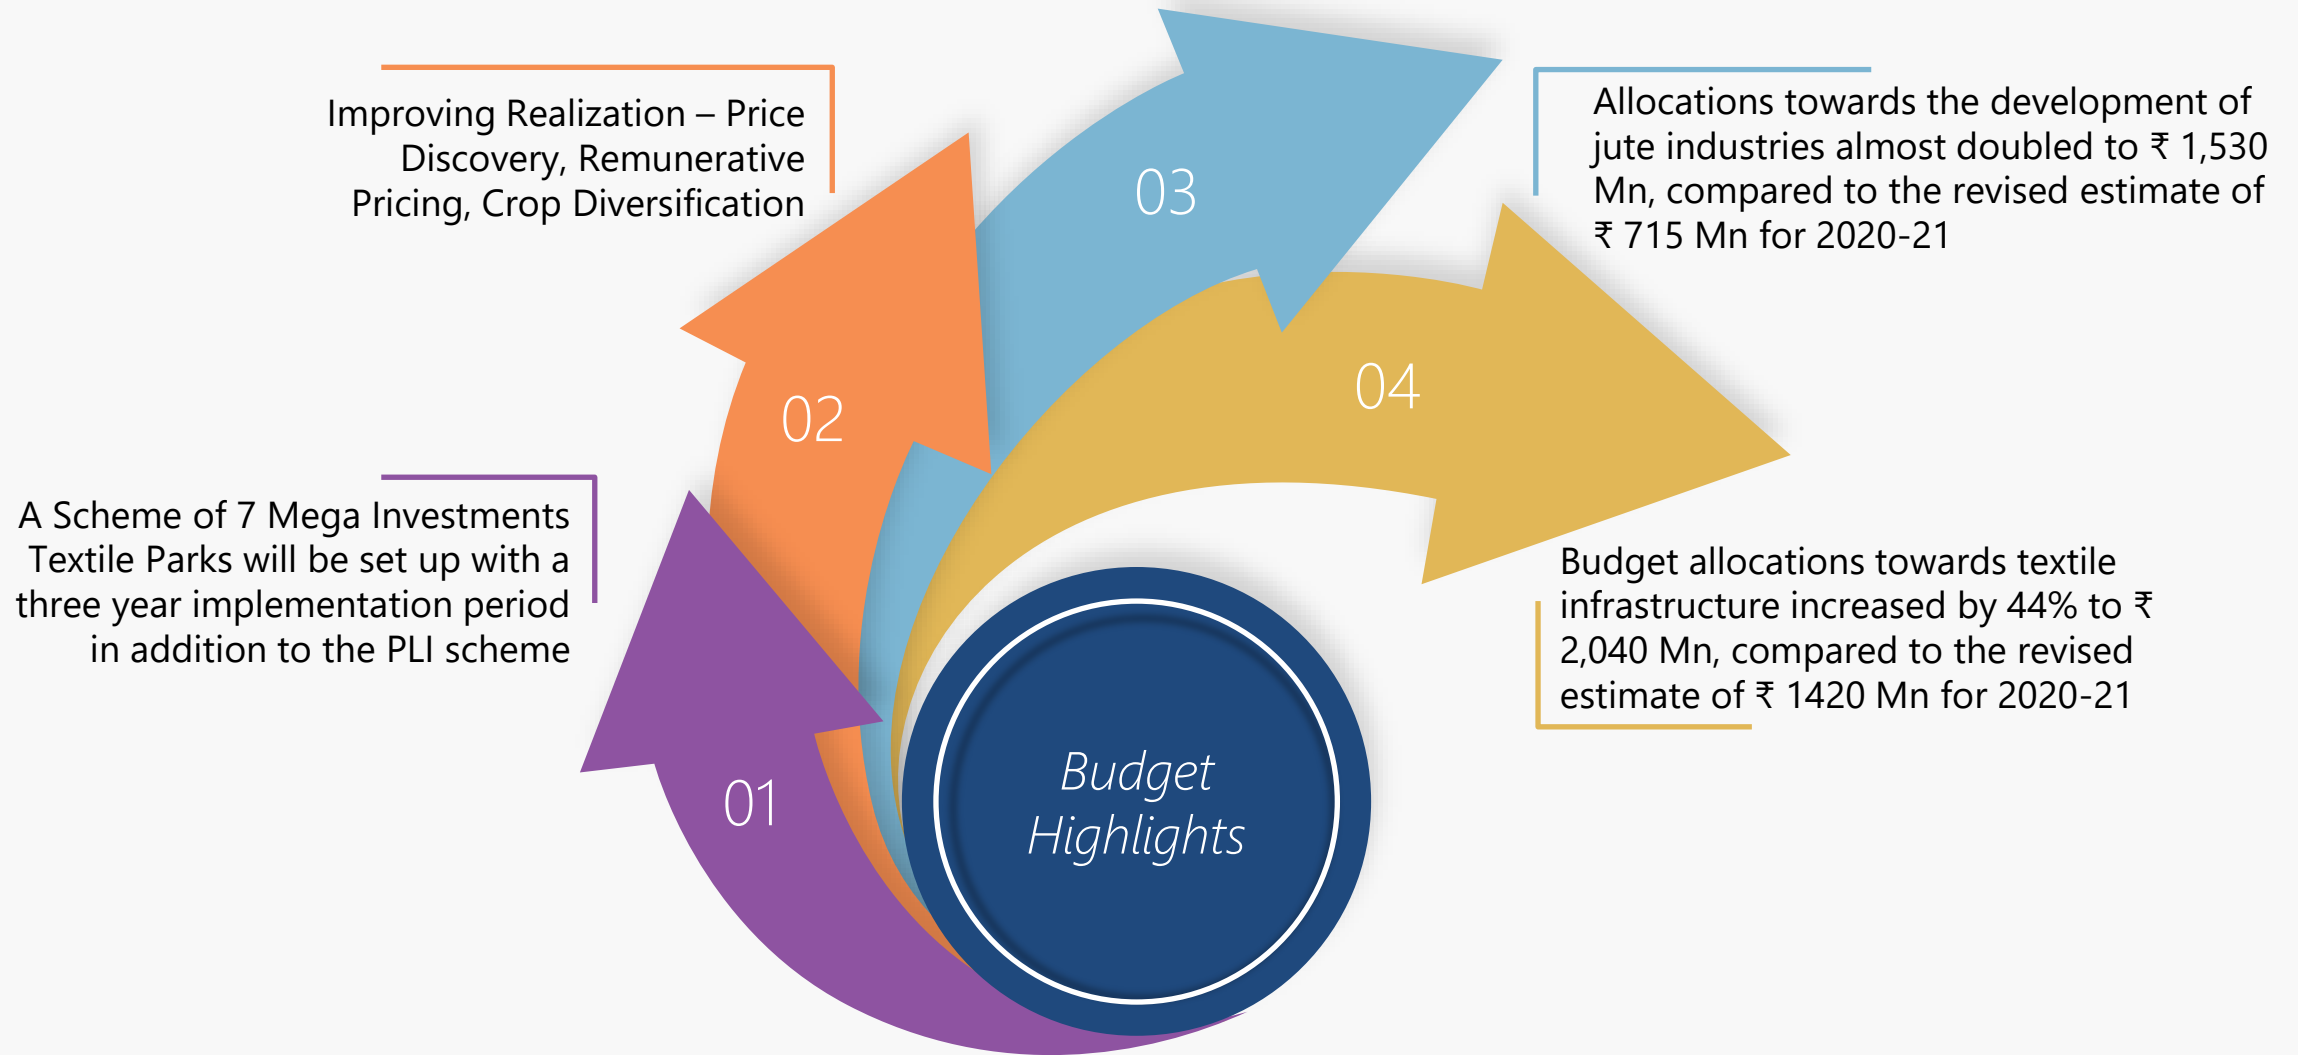 Improving Realization – Price
Discovery, Remunerative
Pricing, Crop Diversification
03
Allocations towards the development of
jute industries almost doubled to ₹ 1,530
Mn, compared to the revised estimate of
₹ 715 Mn for 2020-21
02
04
A Scheme of 7 Mega Investments
Textile Parks will be set up with a
three year implementation period
in addition to the PLI scheme
Budget allocations towards textile
infrastructure increased by 44% to ₹
2,040 Mn, compared to the revised
estimate of ₹ 1420 Mn for 2020-21
01
Budget
Highlights